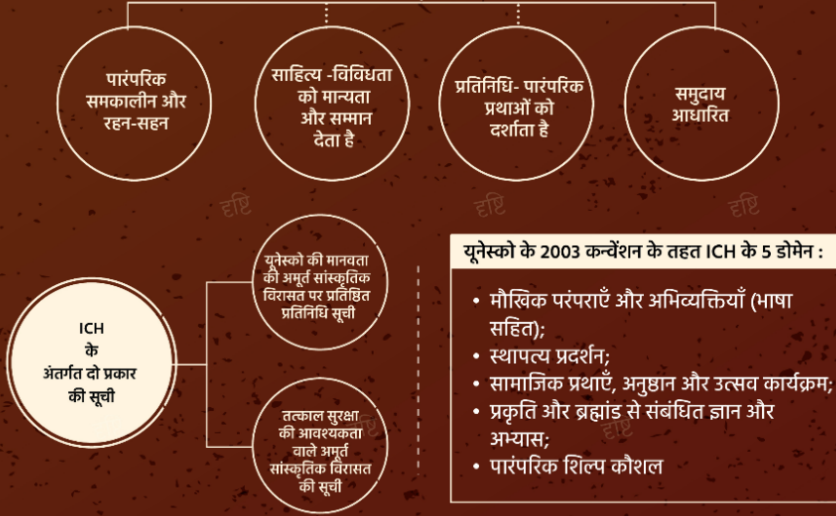 पारंपरिक
समकालीन और
रहन-सहन
साहित्य -विविधता
को मान्यता
और सम्मान
देता है
प्रतिनिधि- पारंपरिक
प्रथाओं को
दर्शाता है
समुदाय
आधारित
दृष्टि
दृष्टि
दृष्टि
ICH
के
अंतर्गत दो प्रकार
की सूची
यूनेस्को की मानवता
की अमूर्त सांस्कृतिक
विरासत पर प्रतिष्ठित
प्रतिनिधि सूची
तत्काल सुरक्षा
की आवश्यकता
वाले अमूर्त
सांस्कृतिक विरासत
की सूची
दृष्टि
यूनेस्को के 2003 कन्वेंशन के तहत ICH के 5 डोमेन :
• मौखिक परंपराएँ और अभिव्यक्तियाँ (भाषा
सहित);
• स्थापत्य प्रदर्शन;
• सामाजिक प्रथाएँ, अनुष्ठान और उत्सव कार्यक्रम;
• प्रकृति और ब्रह्मांड से संबंधित ज्ञान और
अभ्यास;
• पारंपरिक शिल्प कौशल
दृष्टि